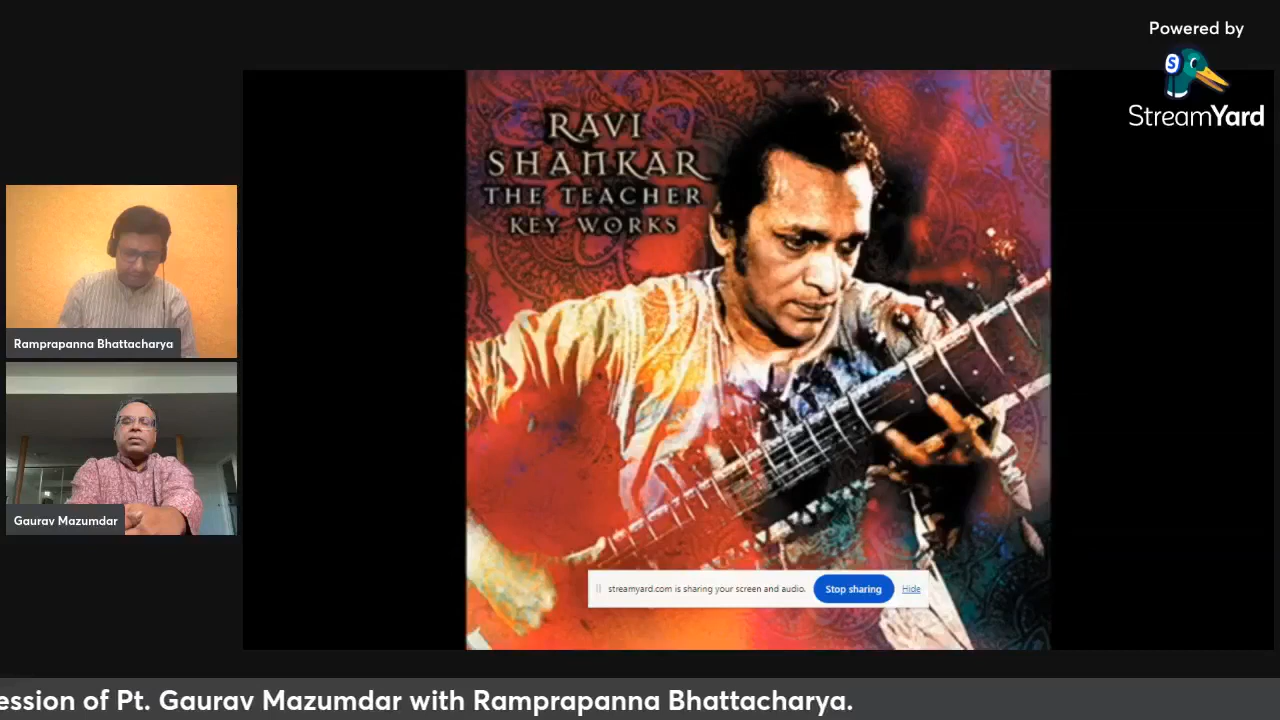 Powered by
S
StreamYard
RAVI
SHANKAR
THE TEACHER
KEY WORKS
Ramprapanna Bhattacharya
Gaurav Mazumdar
streamyard.com is sharing your screen and audio.
Stop sharing
Hide
ession of Pt. Gaurav Mazumdar with Ramprapanna Bhattacharya.